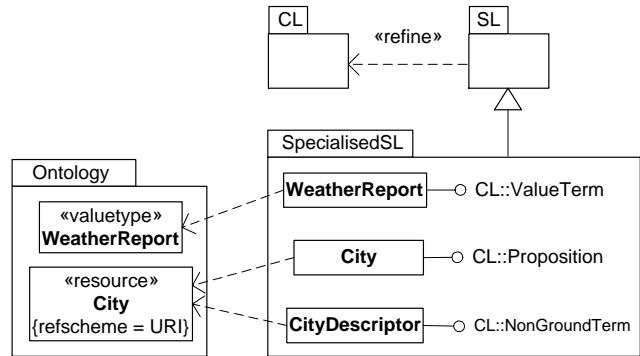 CL
SL
«refine»
SpecialisedSL
Ontology
WeatherReport
CL::ValueTerm
«valuetype»
WeatherReport
City
CL::Proposition
«resource»
City
{refscheme = URI}
CityDescriptor
CL::NonGroundTerm